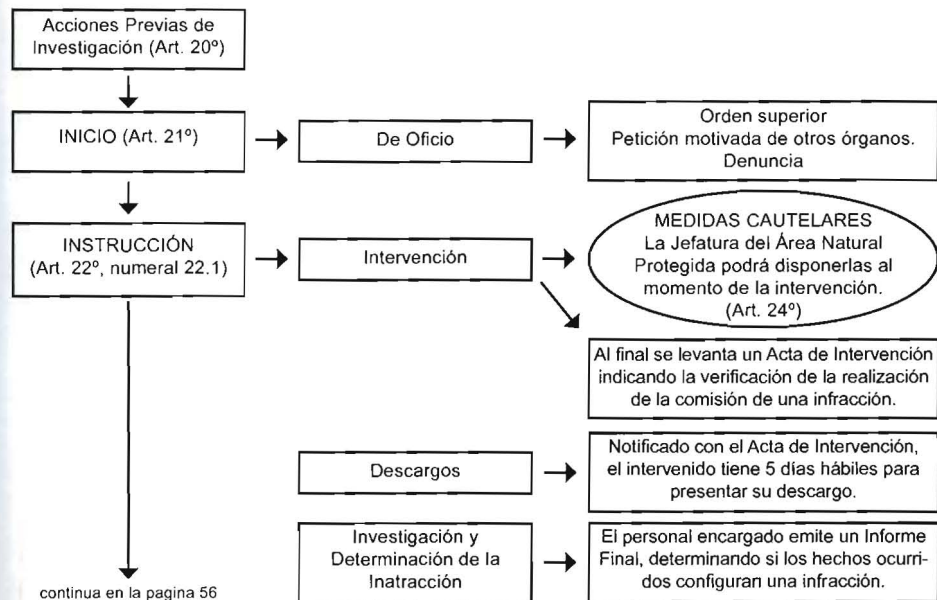 Acciones Previas de
Investigación (Art. 20º)
INICIO (Art. 21º)
De Oficio
Orden superior
Petición motivada de otros órganos.
Denuncia
INSTRUCCIÓN
(Art. 22º, numeral 22.1)
Intervención
MEDIDAS CAUTELARES
La Jefatura del Área Natural
Protegida podrá disponerlas al
momento de la intervención.
(Art. 24º)
Al final se levanta un Acta de Intervención
indicando la verificación de la realización
de la comisión de una infracción.
Descargos
Notificado con el Acta de Intervención,
el intervenido tiene 5 días hábiles para
presentar su descargo.
Investigación y
Determinación de la
Inatracción
El personal encargado emite un Informe
Final, determinando si los hechos ocurri-
dos configuran una infracción.
continua en la pagina 56